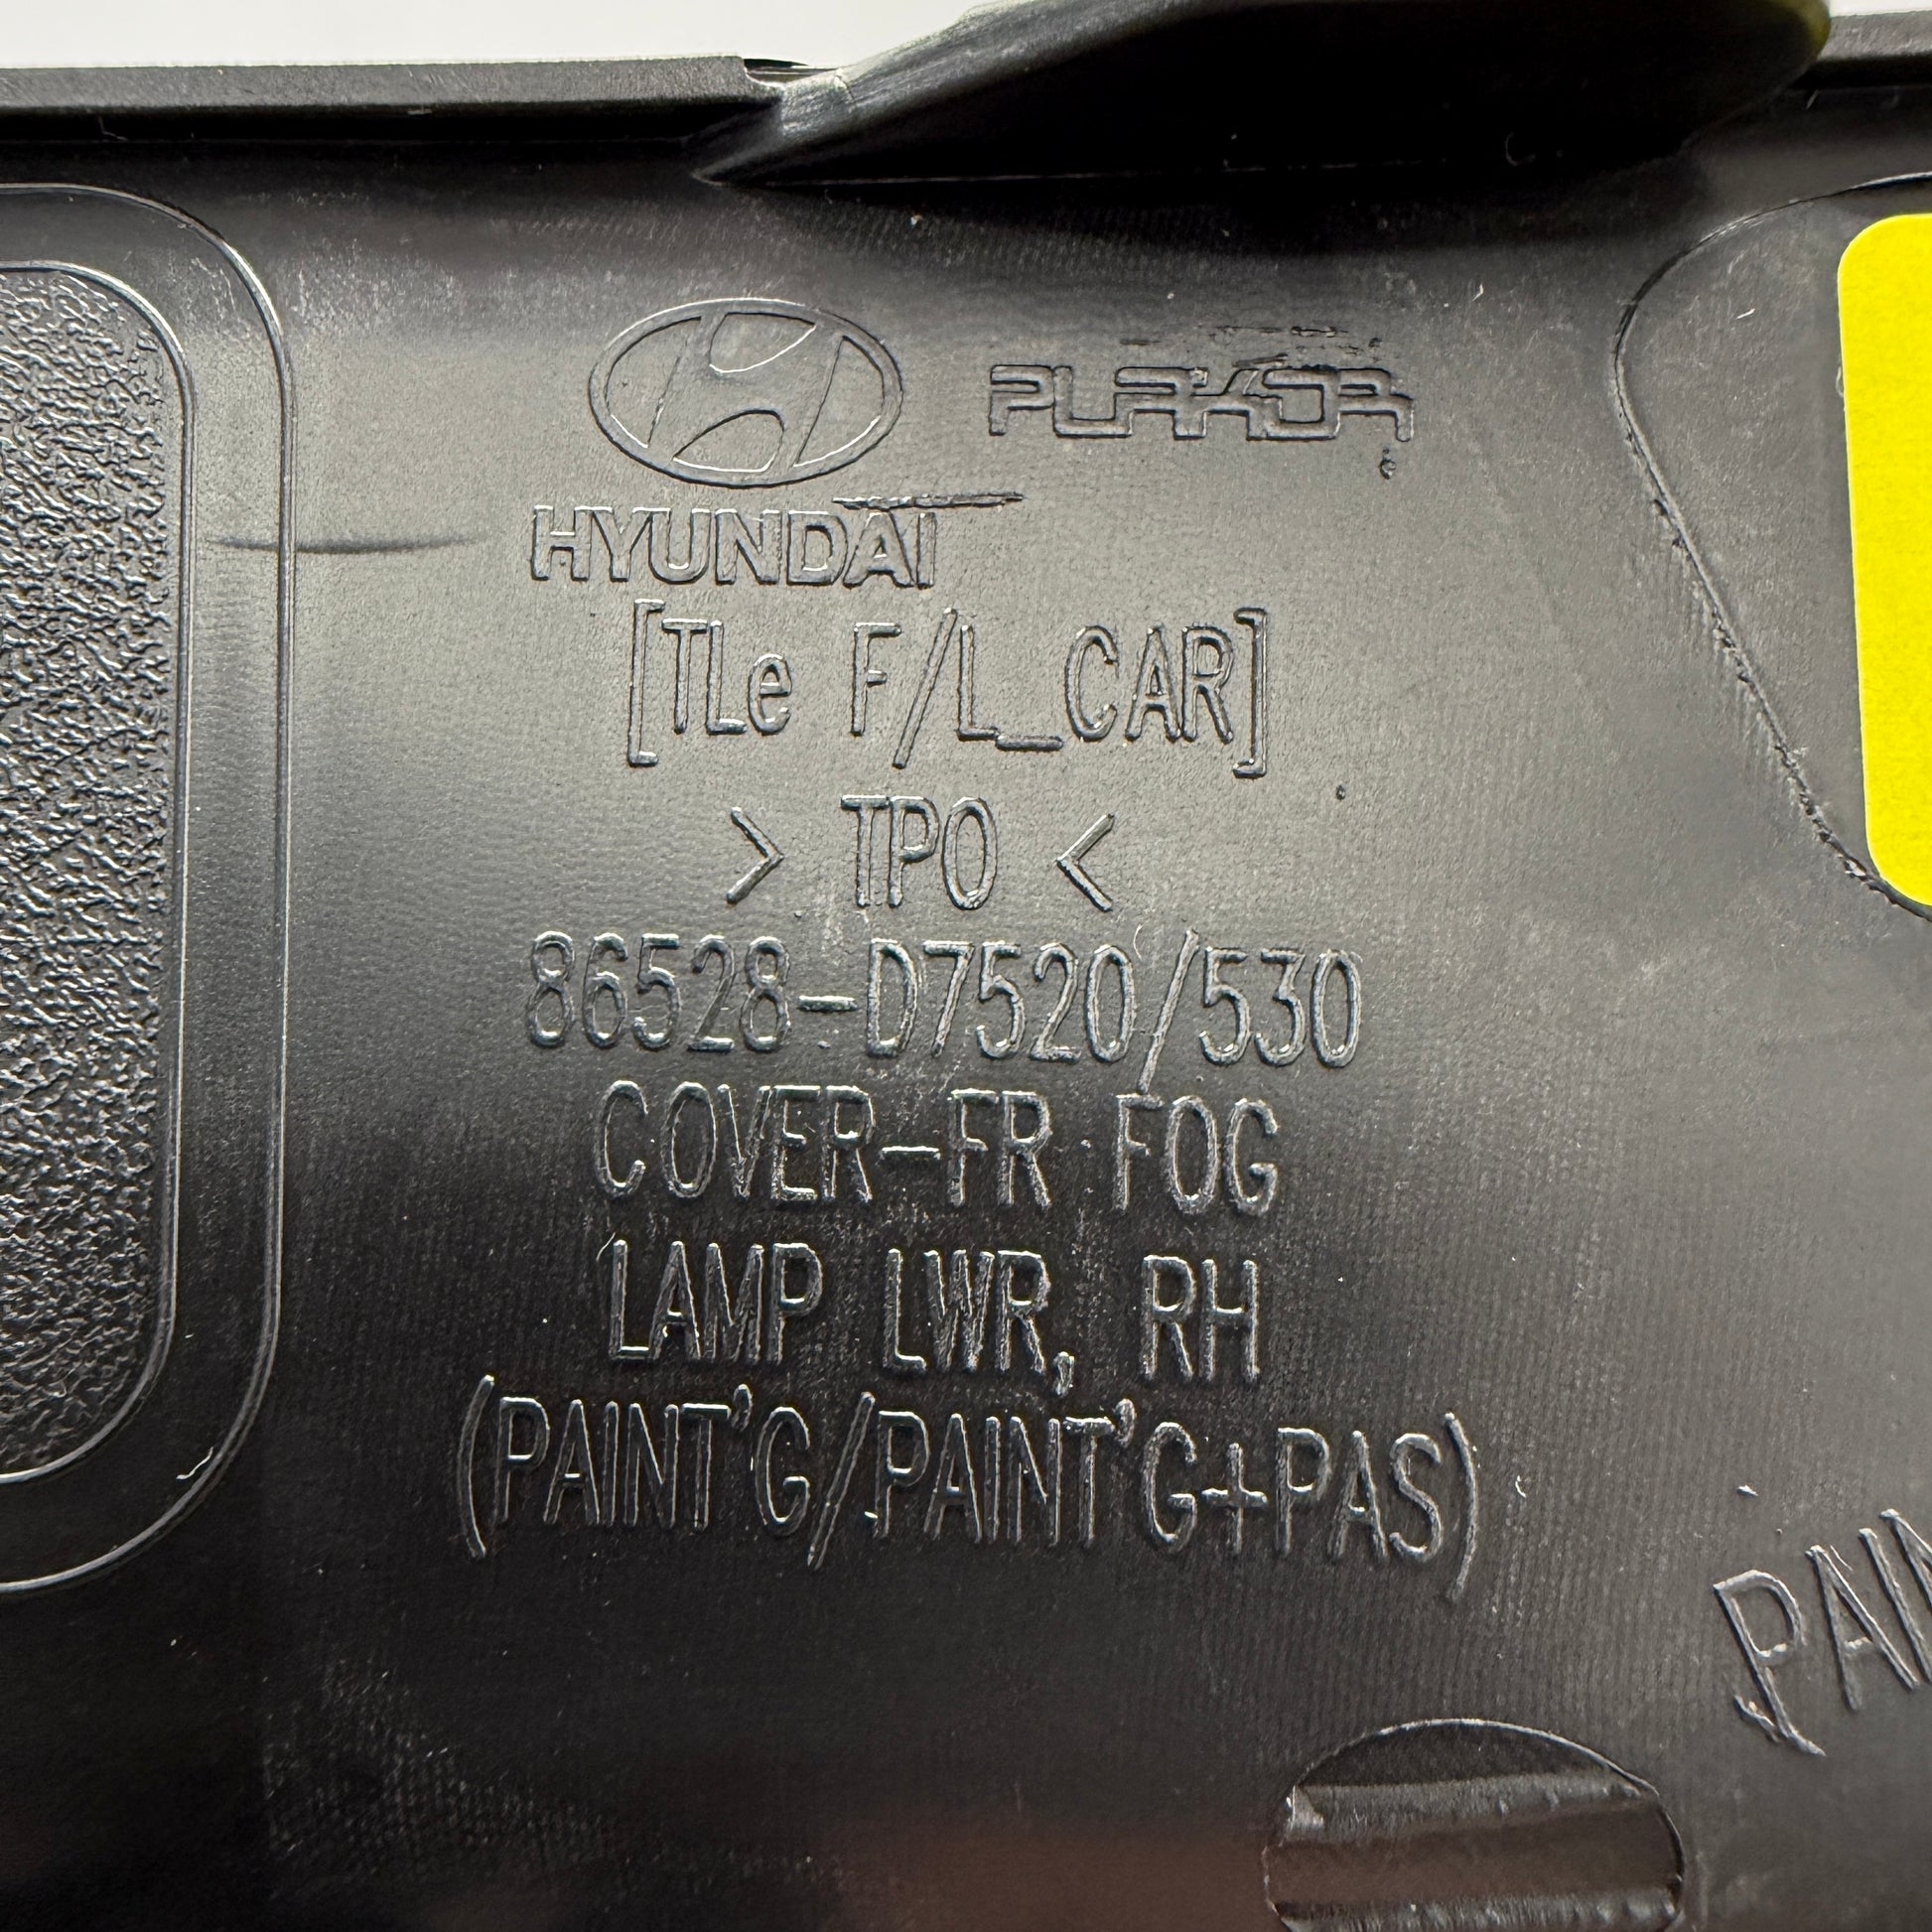 HYUNDAI
PLAKOR
[TLe F/L_CAR]
> TPO <
86528-D7520/530
COVER-FR FOG
LAMP LWR, RH
(PAINT'G/PAINT'G+PAS)